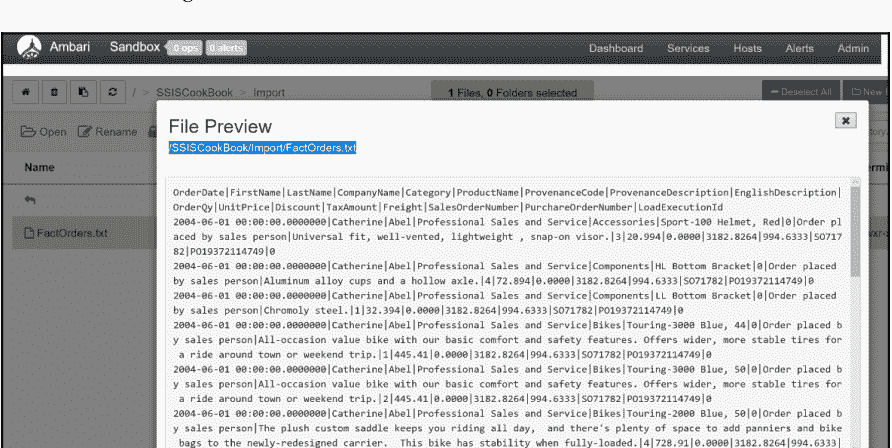 Ambari Sandbox 0 ops 0 alerts Dashboard Services Hosts Alerts Admin
/ > SSISCookBook > Import 1 Files, 0 Folders selected Deselect All New
Open Rename
File Preview
/SSISCookBook/Import/FactOrders.txt
Name
FactOrders.txt
OrderDate|FirstName|LastName|CompanyName|Category|ProductName|ProvenanceCode|ProvenanceDescription|EnglishDescription|
OrderQy|UnitPrice|Discount|TaxAmount|Freight|SalesOrderNumber|PurchareOrderNumber|LoadExecutionId
2004-06-01 00:00:00.0000000|Catherine|Abel|Professional Sales and Service|Accessories|Sport-100 Helmet, Red|0|Order pl
aced by sales person|Universal fit, well-vented, lightweight , snap-on visor.|3|20.994|0.0000|3182.8264|994.6333|SO717
82|PO19372114749|0
2004-06-01 00:00:00.0000000|Catherine|Abel|Professional Sales and Service|Components|HL Bottom Bracket|0|Order placed
by sales person|Aluminum alloy cups and a hollow axle.|4|72.894|0.0000|3182.8264|994.6333|SO71782|PO19372114749|0
2004-06-01 00:00:00.0000000|Catherine|Abel|Professional Sales and Service|Components|LL Bottom Bracket|0|Order placed
by sales person|Chromoly steel.|1|32.394|0.0000|3182.8264|994.6333|SO71782|PO19372114749|0
2004-06-01 00:00:00.0000000|Catherine|Abel|Professional Sales and Service|Bikes|Touring-3000 Blue, 44|0|Order placed b
y sales person|All-occasion value bike with our basic comfort and safety features. Offers wider, more stable tires for
a ride around town or weekend trip.|1|445.41|0.0000|3182.8264|994.6333|SO71782|PO19372114749|0
2004-06-01 00:00:00.0000000|Catherine|Abel|Professional Sales and Service|Bikes|Touring-3000 Blue, 50|0|Order placed b
y sales person|All-occasion value bike with our basic comfort and safety features. Offers wider, more stable tires for
a ride around town or weekend trip.|2|445.41|0.0000|3182.8264|994.6333|SO71782|PO19372114749|0
2004-06-01 00:00:00.0000000|Catherine|Abel|Professional Sales and Service|Bikes|Touring-2000 Blue, 50|0|Order placed b
y sales person|The plush custom saddle keeps you riding all day, and there's plenty of space to add panniers and bike
bags to the newly-redesigned carrier. This bike has stability when fully-loaded.|4|728.91|0.0000|3182.8264|994.6333|